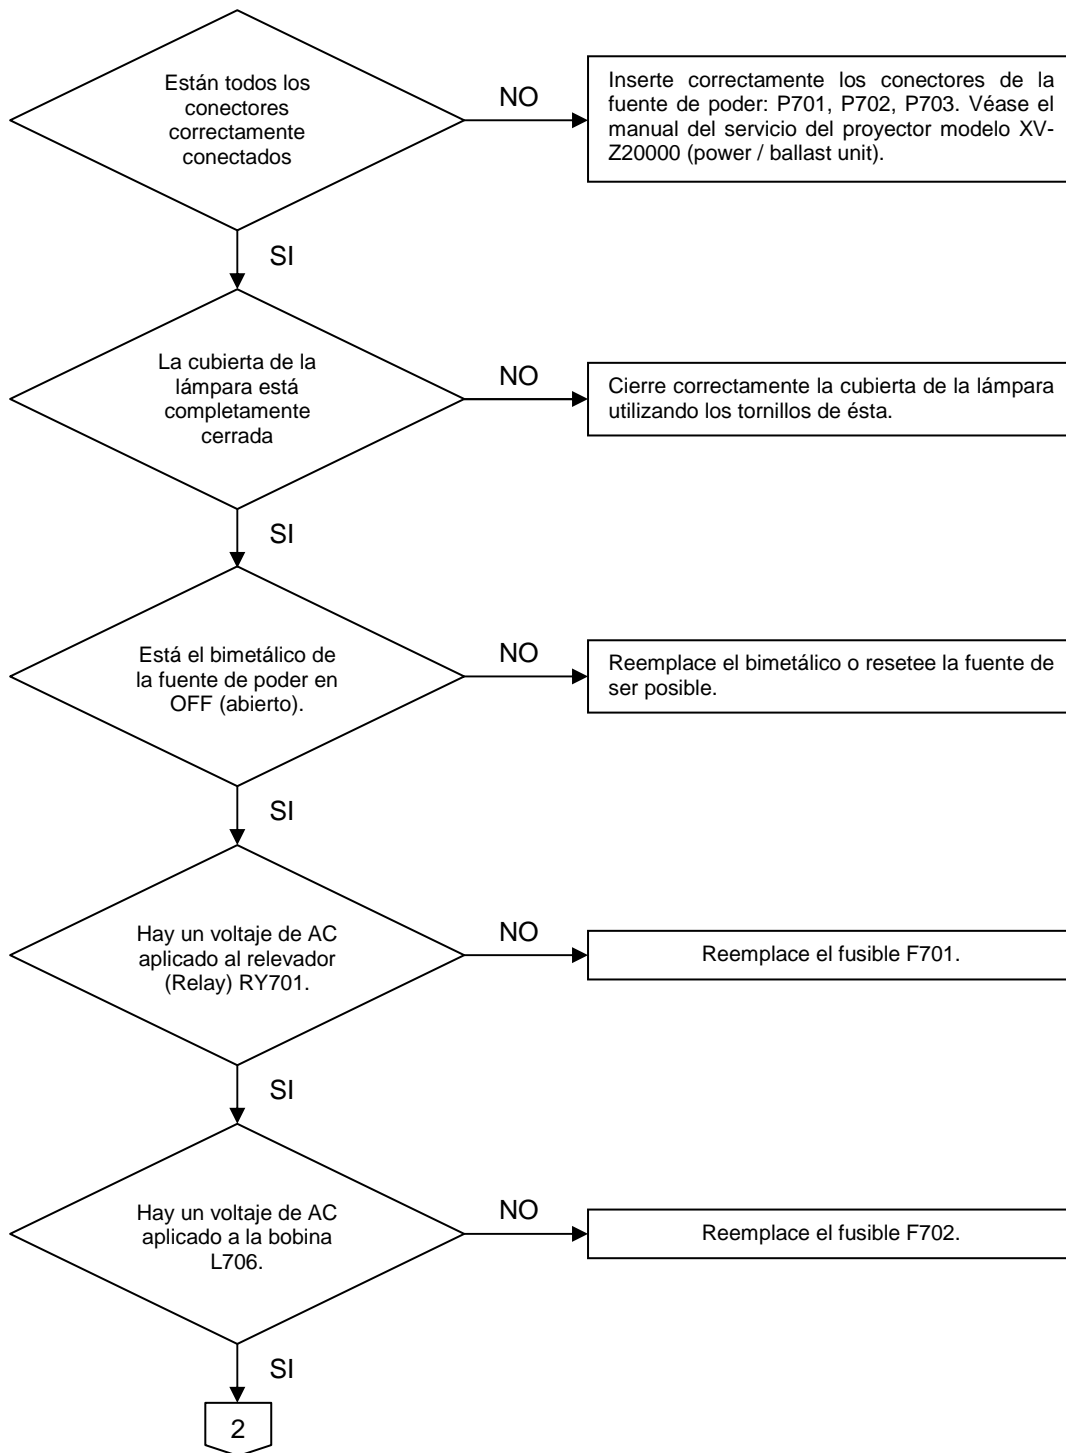 Están todos los
conectores
correctamente
conectados
NO
Inserte correctamente los conectores de la
fuente de poder: P701, P702, P703. Véase el
manual del servicio del proyector modelo XV-
Z20000 (power / ballast unit).
SI
La cubierta de la
lámpara está
completamente
cerrada
NO
Cierre correctamente la cubierta de la lámpara
utilizando los tornillos de ésta.
SI
Está el bimetálico de
la fuente de poder en
OFF (abierto).
NO
Reemplace el bimetálico o resetee la fuente de
ser posible.
SI
Hay un voltaje de AC
aplicado al relevador
(Relay) RY701.
NO
Reemplace el fusible F701.
SI
Hay un voltaje de AC
aplicado a la bobina
L706.
NO
Reemplace el fusible F702.
SI
2